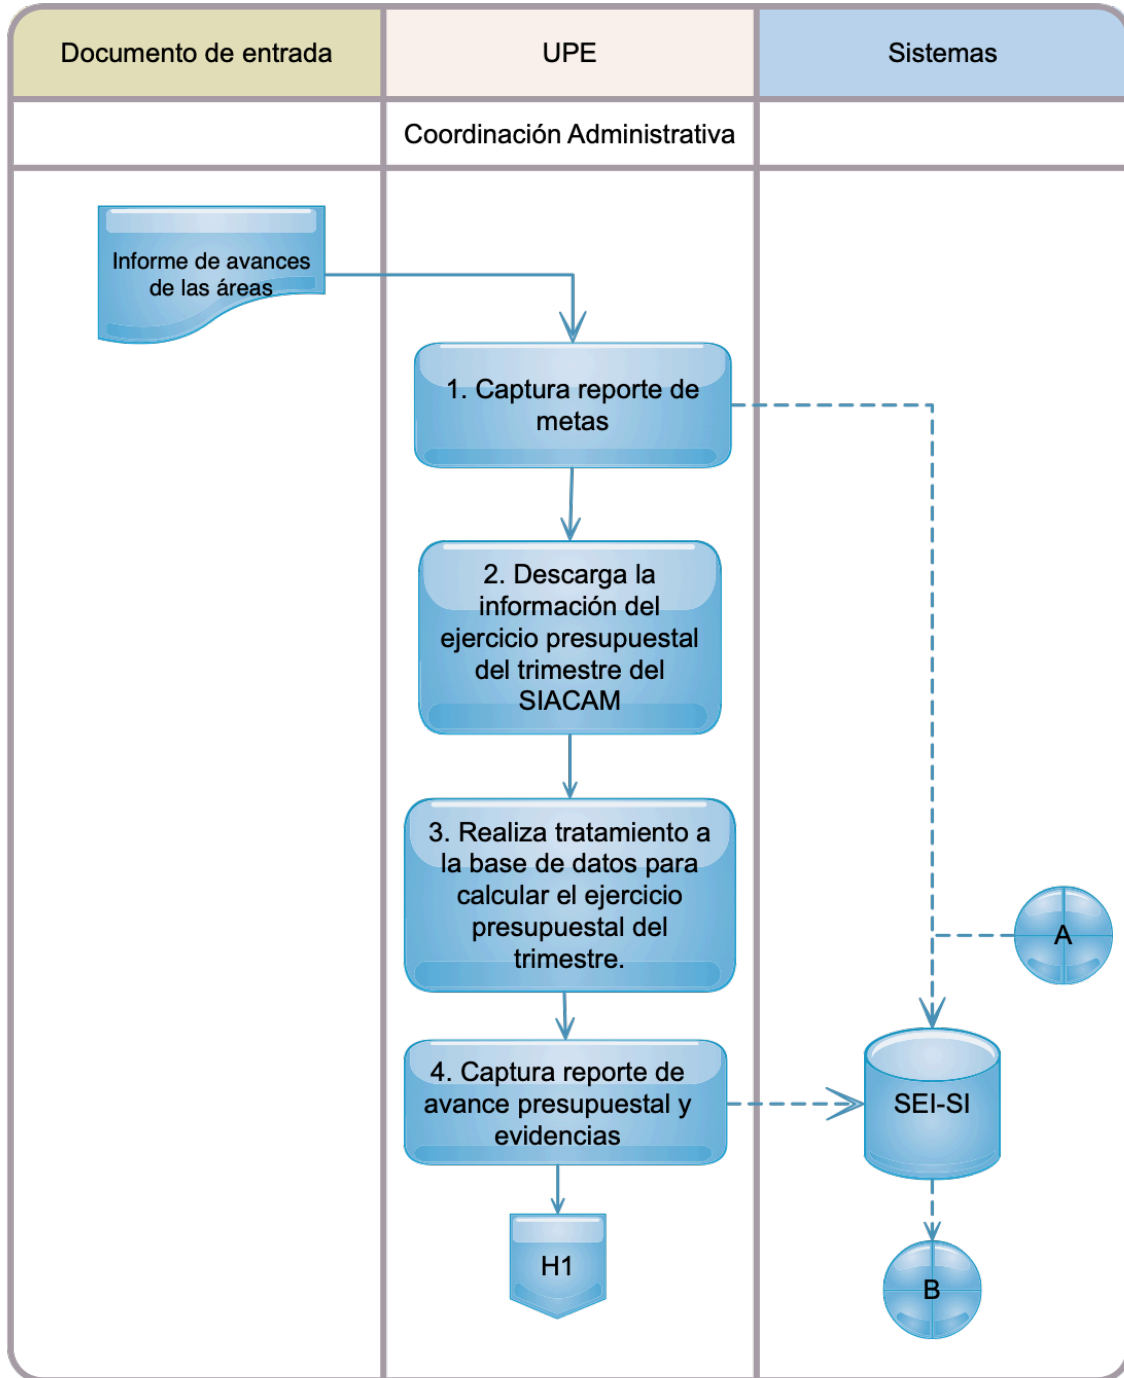 Documento de entrada
UPE
Sistemas
Coordinación Administrativa
Informe de avances
de las áreas
1. Captura reporte de
metas
2. Descarga la
información del
ejercicio presupuestal
del trimestre del
SIACAM
3. Realiza tratamiento a
la base de datos para
calcular el ejercicio
presupuestal del
trimestre.
A
4. Captura reporte de
avance presupuestal y
evidencias
SEI-SI
H1
B